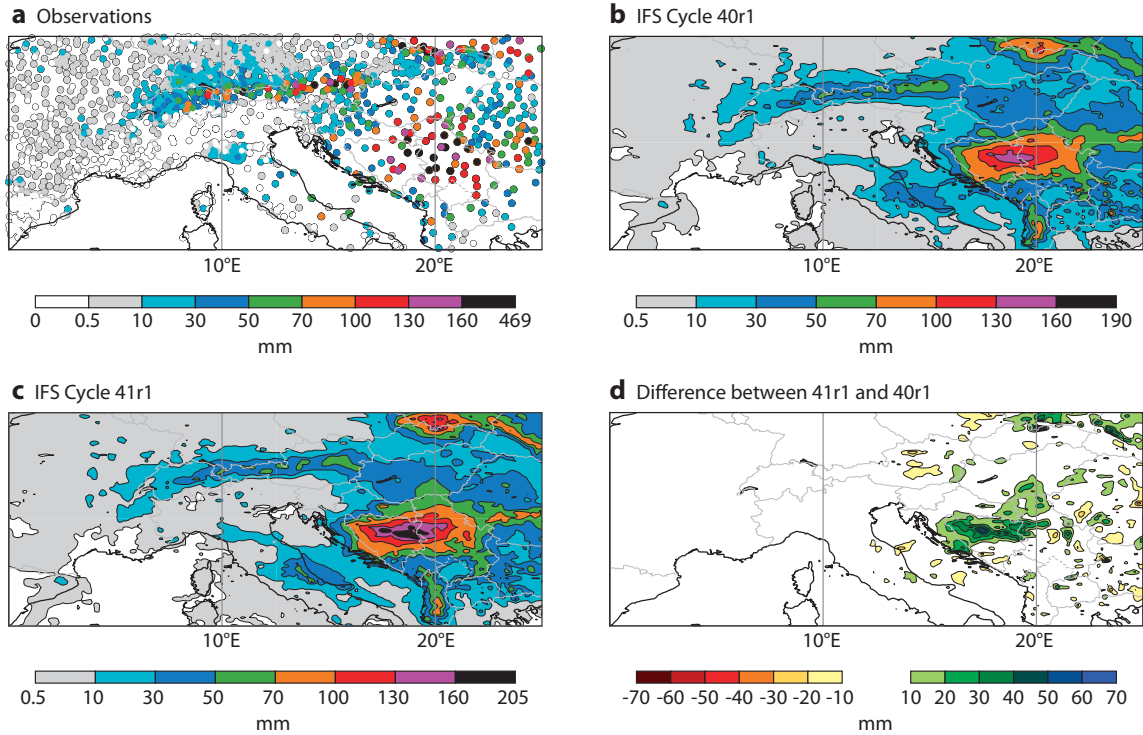 a Observations
10°E 20°E
0 0.5 10 30 50 70 100 130 160 469
mm
b IFS Cycle 40r1
10°E 20°E
0.5 10 30 50 70 100 130 160 190
mm
c IFS Cycle 41r1
10°E 20°E
0.5 10 30 50 70 100 130 160 205
mm
d Difference between 41r1 and 40r1
10°E 20°E
-70 -60 -50 -40 -30 -20 -10 10 20 30 40 50 60 70
mm